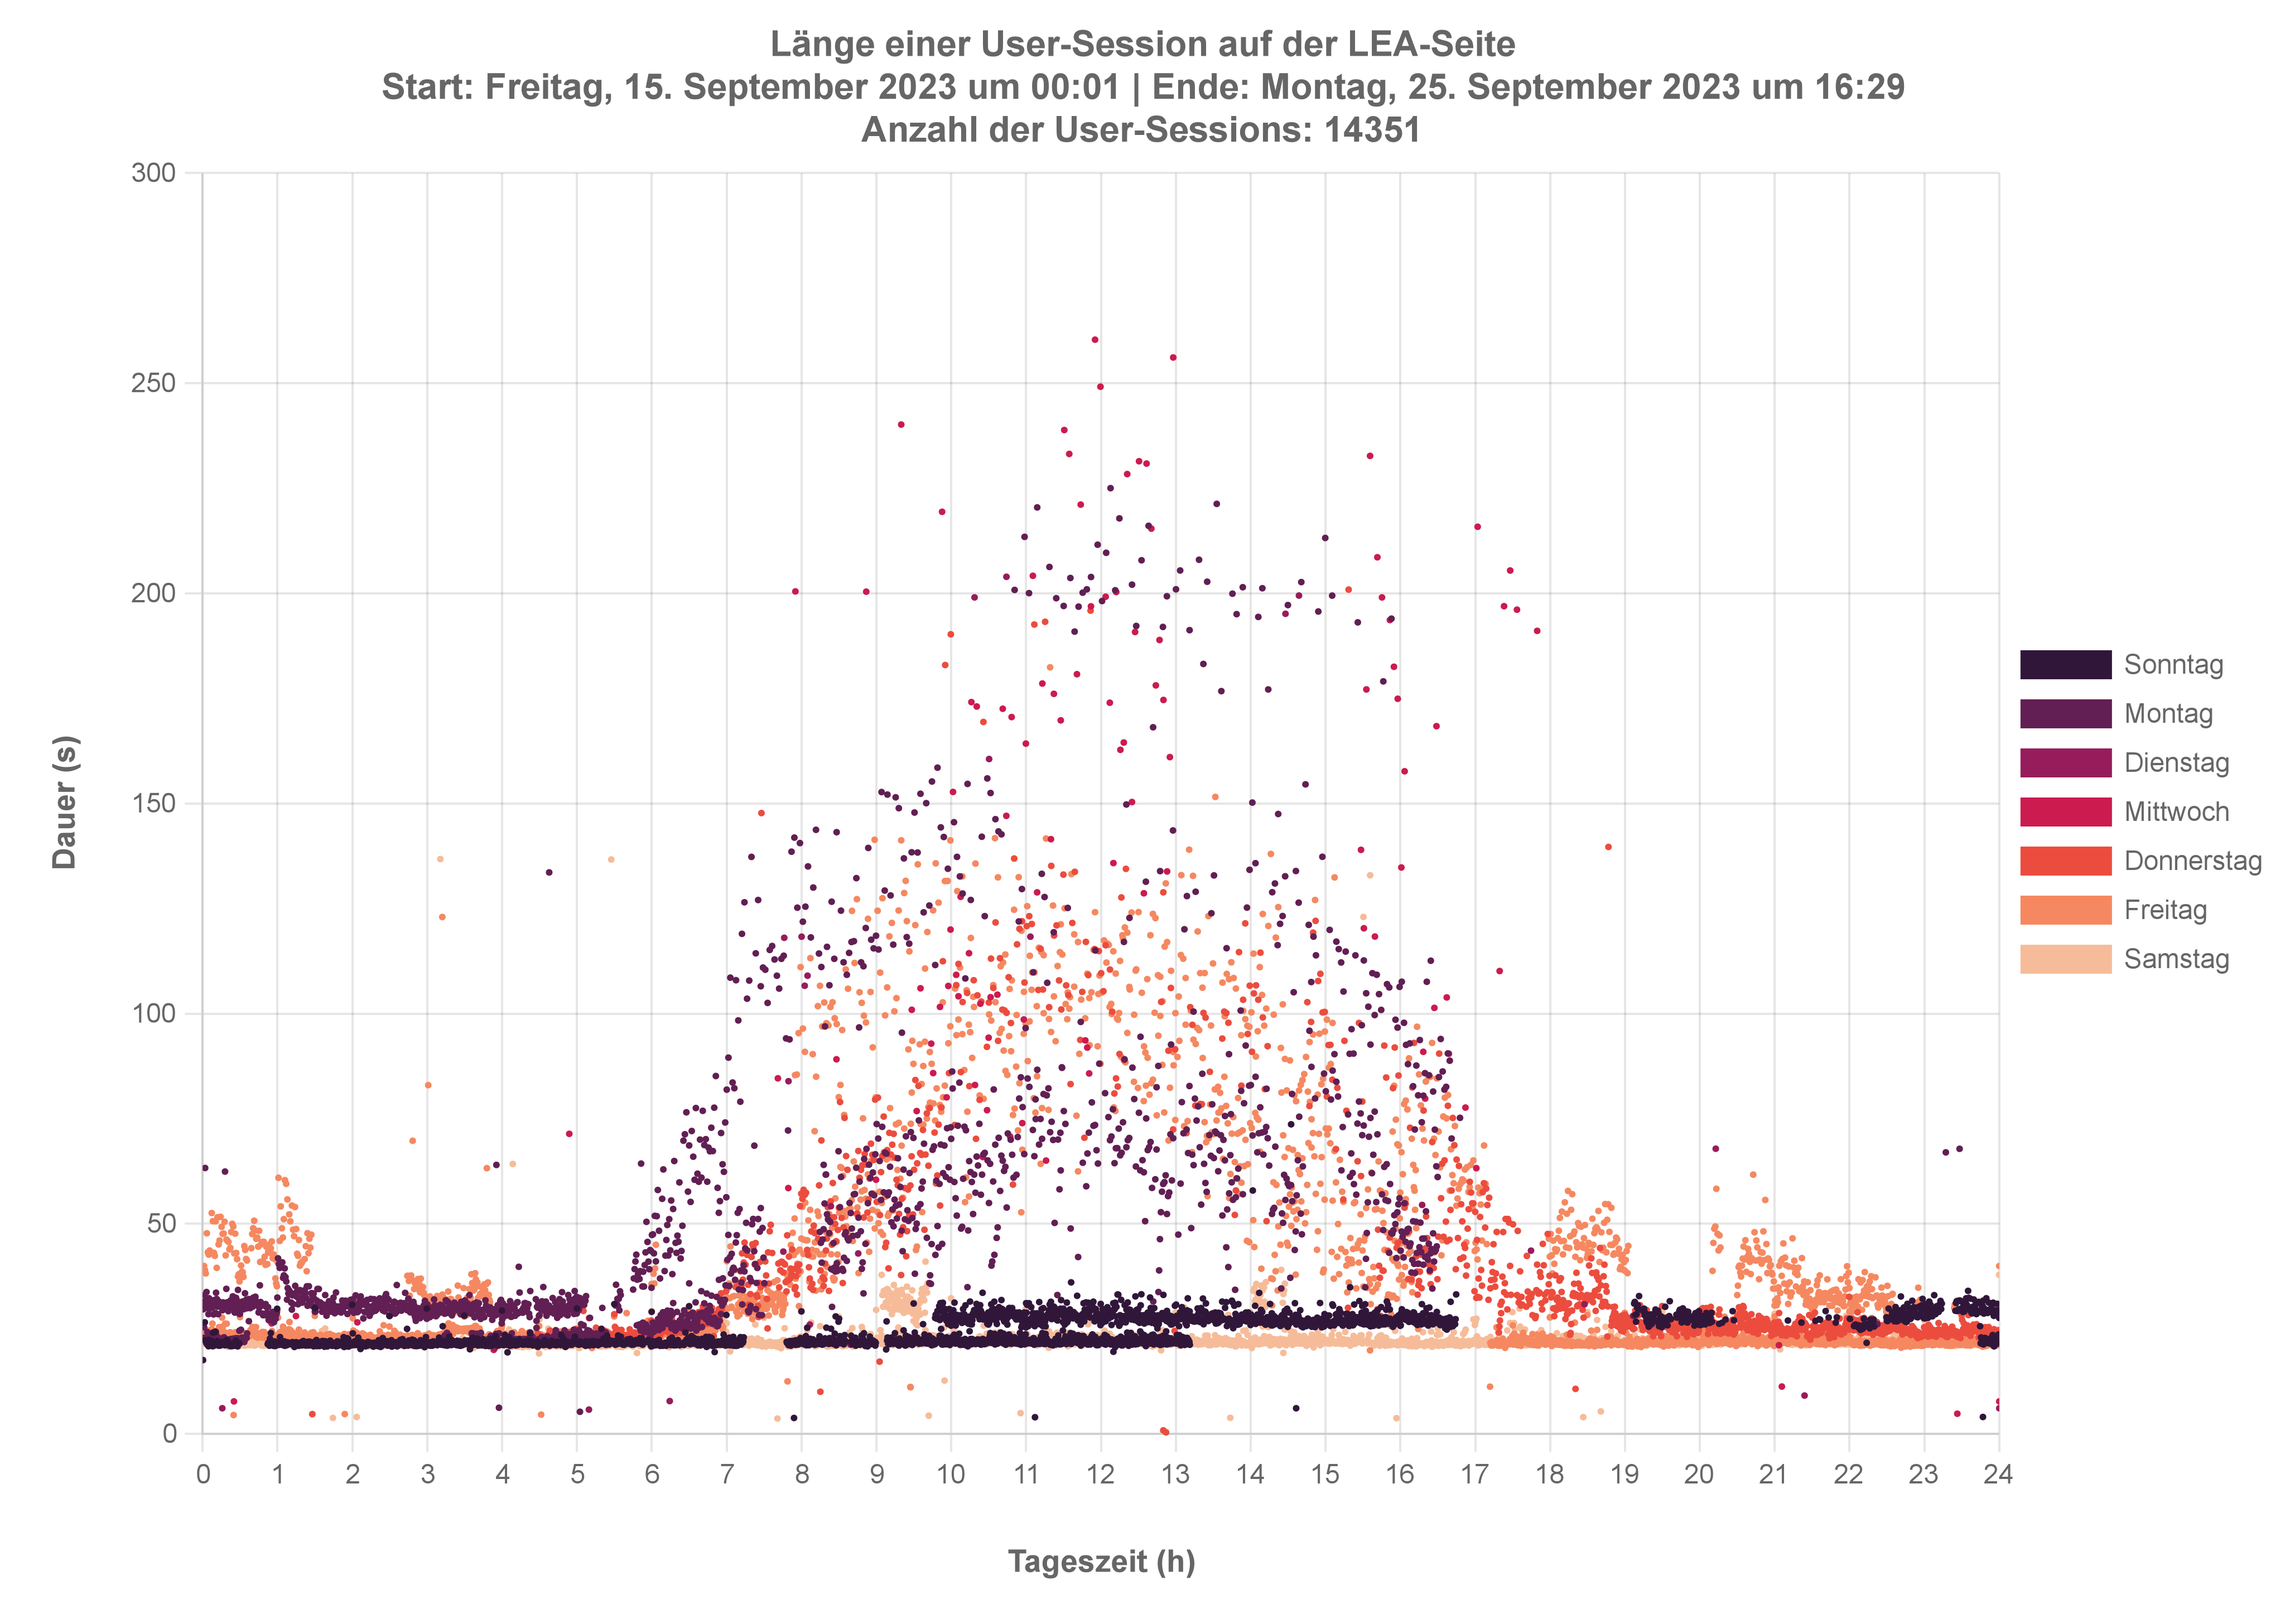 Länge einer User-Session auf der LEA-Seite
Start: Freitag, 15. September 2023 um 00:01 | Ende: Montag, 25. September 2023 um 16:29
Anzahl der User-Sessions: 14351
300
250
200
150
100
50
0
Dauer (s)
0 1 2 3 4 5 6 7 8 9 10 11 12 13 14 15 16 17 18 19 20 21 22 23 24
Tageszeit (h)
Sonntag
Montag
Dienstag
Mittwoch
Donnerstag
Freitag
Samstag